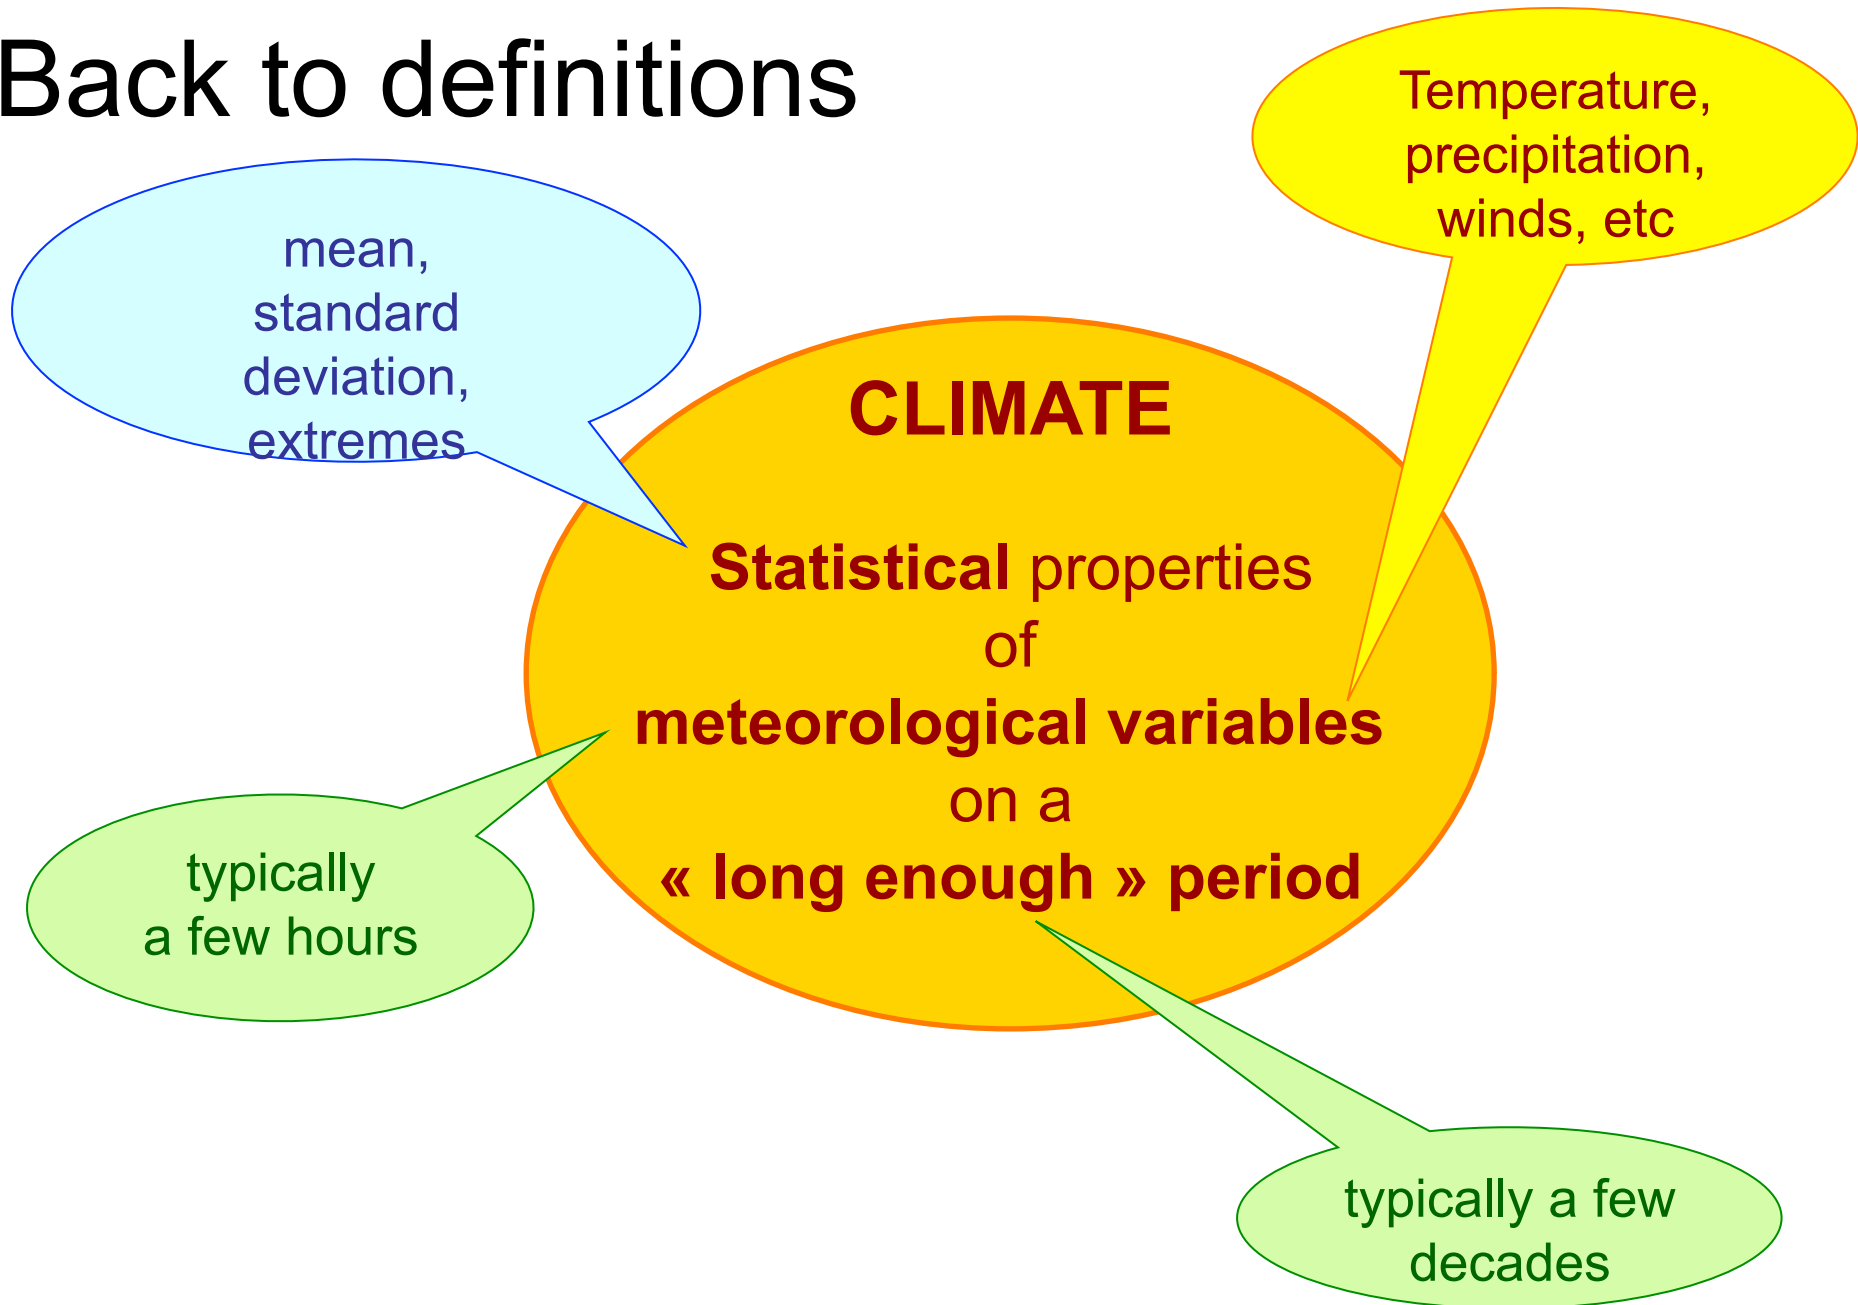 Back to definitions
Temperature,
precipitation,
winds, etc
mean,
standard
deviation,
extremes
CLIMATE
Statistical properties
of
meteorological variables
on a
« long enough » period
typically
a few hours
typically a few
decades